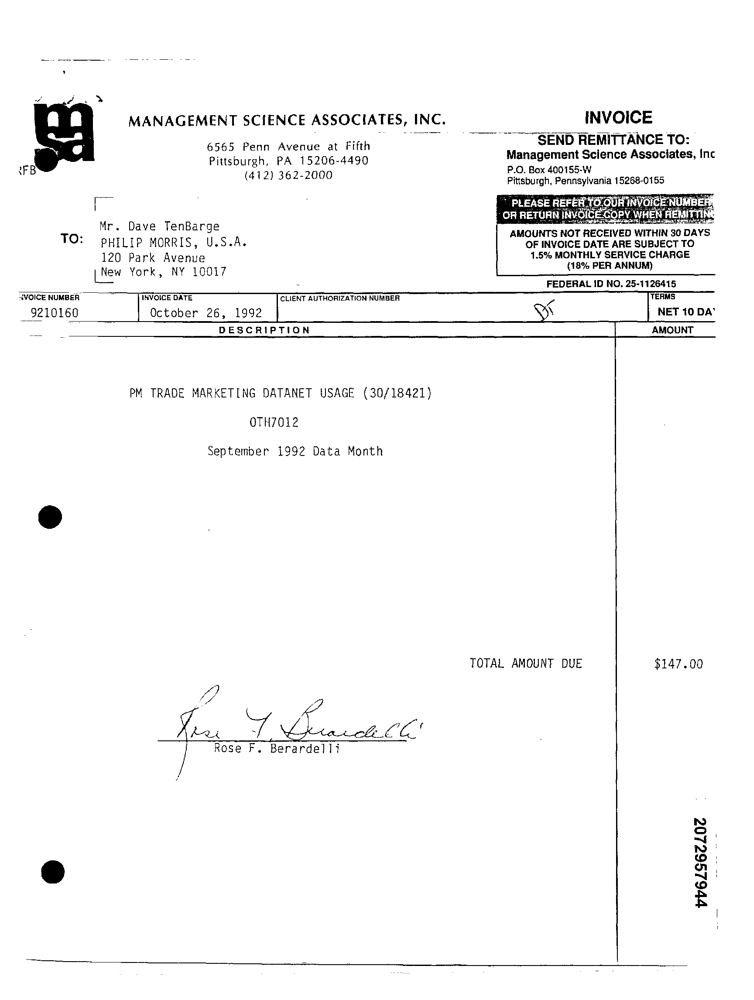 msa
MANAGEMENT SCIENCE ASSOCIATES, INC.
6565 Penn Avenue at Fifth
Pittsburgh, PA 15206-4490
(412) 362-2000
RFB
INVOICE
SEND REMITTANCE TO:
Management Science Associates, Inc
P.O. Box 400155-W
Pittsburgh, Pennsylvania 15268-0155
PLEASE REFER TO OUR INVOICE NUMBER
OR RETURN INVOICE COPY WHEN REMITTING
AMOUNTS NOT RECEIVED WITHIN 30 DAYS
OF INVOICE DATE ARE SUBJECT TO
1.5% MONTHLY SERVICE CHARGE
(18% PER ANNUM)
FEDERAL ID NO. 25-1126415
TO:
Mr. Dave TenBarge
PHILIP MORRIS, U.S.A.
120 Park Avenue
New York, NY 10017
VOICE NUMBER INVOICE DATE CLIENT AUTHORIZATION NUMBER TERMS
9210160 October 26, 1992 NET 10 DA
DESCRIPTION AMOUNT
PM TRADE MARKETING DATANET USAGE (30/18421)
OTH7012
September 1992 Data Month
TOTAL AMOUNT DUE $147.00
Rose F. Berardelli
Rose F. Berardelli
2072957944